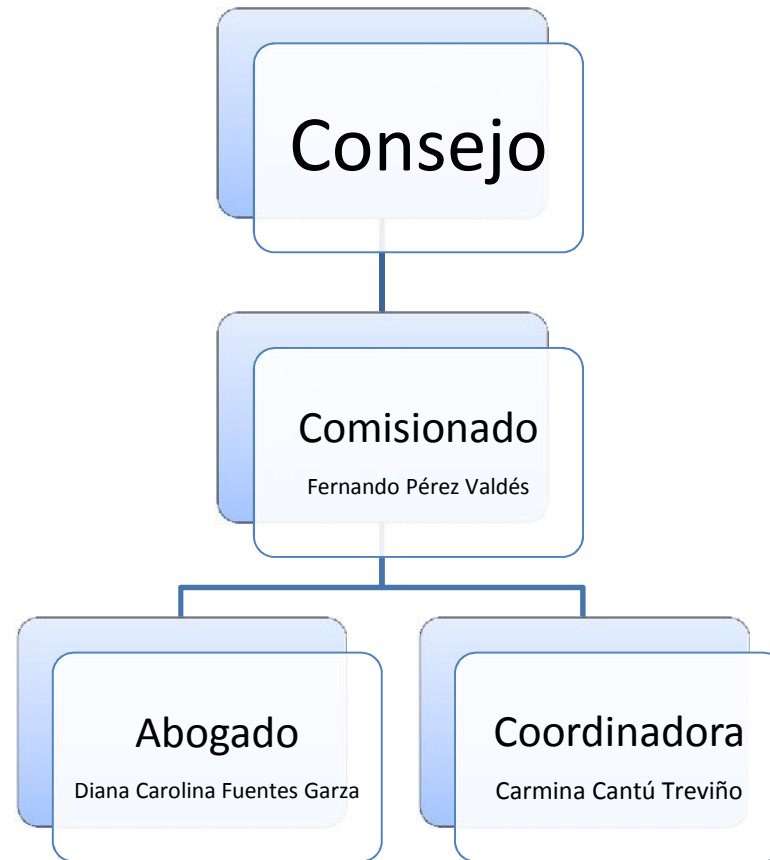 Consejo
Comisionado
Fernando Pérez Valdés
Abogado
Diana Carolina Fuentes Garza
Coordinadora
Carmina Cantú Treviño